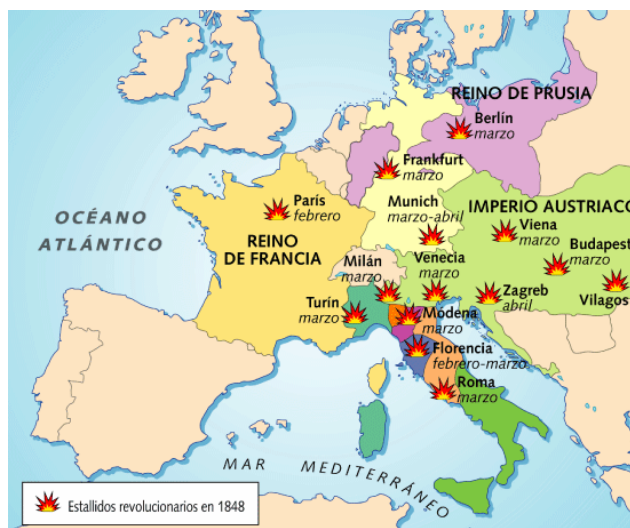 REINO DE PRUSIA
Berlín
marzo
Frankfurt
marzo
París
febrero
Munich
marzo-abril
IMPERIO AUSTRIACO
Viena
marzo
OCÉANO
ATLÁNTICO
REINO
DE FRANCIA
Budapest
marzo
Milán
marzo
Venecia
marzo
Zagreb
abril
Vilagos
Turín
marzo
Modena
marzo
Florencia
febrero-marzo
Roma
marzo
MAR MEDITERRÁNEO
Estallidos revolucionarios en 1848